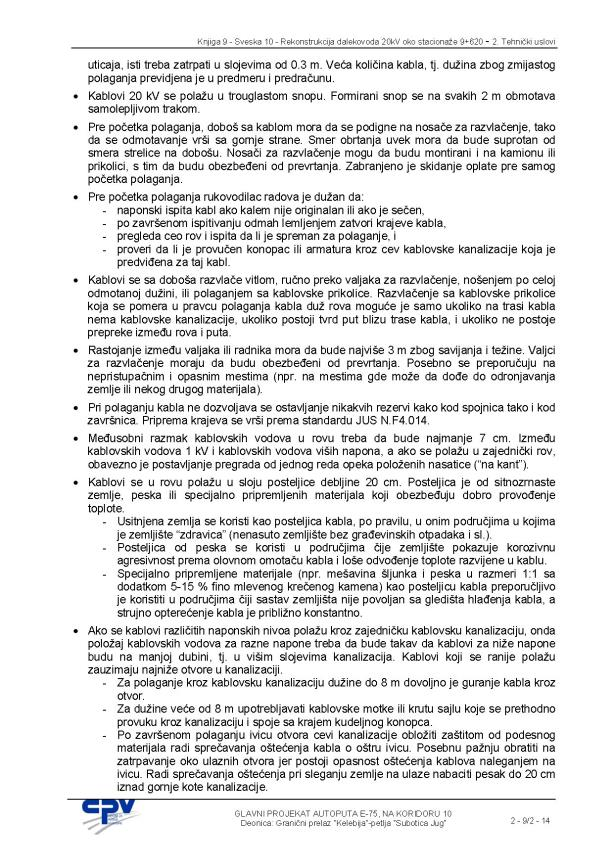 Knjiga 9 - Sveska 10 - Rekonstrukcija dalekovoda 20kV oko stacionaže 9+620 - 2. Tehnički uslovi
uticaja, isti treba zatrpati u slojevima od 0.3 m. Veća količina kabla, tj. dužina zbog zmijastog
polaganja previdjena je u predmeru i predračunu.
• Kablovi 20 kV se polažu u trouglastom snopu. Formirani snop se na svakih 2 m obmotava
samolepljivom trakom.
• Pre početka polaganja, doboš sa kablom mora da se podigne na nosače za razvlačenje, tako
da se odmotavanje vrši sa gornje strane. Smer obrtanja uvek mora da bude suprotan od
smera strelice na dobošu. Nosači za razvlačenje mogu da budu montirani i na kamionu ili
prikolici, s tim da budu obezbeđeni od prevrtanja. Zabranjeno je skidanje oplate pre samog
početka polaganja.
• Pre početka polaganja rukovodilac radova je dužan da:
- naponski ispita kabl ako kalem nije originalan ili ako je sečen,
- po završenom ispitivanju odmah lemljenjem zatvori krajeve kabla,
- pregleda ceo rov i ispita da li je spreman za polaganje, i
- proveri da li je provučen konopac ili armatura kroz cev kablovske kanalizacije koja je
predviđena za taj kabl.
• Kablovi se sa doboša razvlače vitlom, ručno preko valjaka za razvlačenje, nošenjem po celoj
odmotanoj dužini, ili polaganjem sa kablovske prikolice. Razvlačenje sa kablovske prikolice
koja se pomera u pravcu polaganja kabla duž rova moguće je samo ukoliko na trasi kabla
nema kablovske kanalizacije, ukoliko postoji tvrd put blizu trase kabla, i ukoliko ne postoje
prepreke između rova i puta.
• Rastojanje između valjaka ili radnika mora da bude najviše 3 m zbog savijanja i težine. Valjci
za razvlačenje moraju da budu obezbeđeni od prevrtanja. Posebno se preporučuju na
nepristupačnim i opasnim mestima (npr. na mestima gde može da dođe do odronjavanja
zemlje ili nekog drugog materijala).
• Pri polaganju kabla ne dozvoljava se ostavljanje nikakvih rezervi kako kod spojnica tako i kod
završnica. Priprema krajeva se vrši prema standardu JUS N.F4.014.
• Međusobni razmak kablovskih vodova u rovu treba da bude najmanje 7 cm. Između
kablovskih vodova 1 kV i kablovskih vodova viših napona, a ako se polažu u zajednički rov,
obavezno je postavljanje pregrada od jednog reda opeka položenih nasatice (“na kant”).
• Kablovi se u rovu polažu u sloju posteljice debljine 20 cm. Posteljica je od sitnozrnaste
zemlje, peska ili specijalno pripremljenih materijala koji obezbeđuju dobro provođenje
toplote.
- Usitnjena zemlja se koristi kao posteljica kabla, po pravilu, u onim područjima u kojima
je zemljište “zdravica” (nenasuto zemljište bez građevinskih otpadaka i sl.).
- Posteljica od peska se koristi u područjima čije zemljište pokazuje korozivnu
agresivnost prema olovnom omotaču kabla i loše odvođenje toplote razvijene u kablu.
- Specijalno pripremljene materijale (npr. mešavina šljunka i peska u razmeri 1:1 sa
dodatkom 5-15 % fino mlevenog krečenog kamena) kao posteljicu kabla preporučljivo
je koristiti u područjima čiji sastav zemljišta nije povoljan sa gledišta hlađenja kabla, a
strujno opterećenje kabla je približno konstantno.
• Ako se kablovi različitih naponskih nivoa polažu kroz zajedničku kablovsku kanalizaciju, onda
položaj kablovskih vodova za razne napone treba da bude takav da kablovi za niže napone
budu na manjoj dubini, tj. u višim slojevima kanalizacija. Kablovi koji se ranije polažu
zauzimaju najniže otvore u kanalizaciji.
- Za polaganje kroz kablovsku kanalizaciju dužine do 8 m dovoljno je guranje kabla kroz
otvor.
- Za dužine veće od 8 m upotrebljavati kablovske motke ili krutu sajlu koje se prethodno
provuku kroz kanalizaciju i spoje sa krajem kudeljnog konopca.
- Po završenom polaganju ivicu otvora cevi kanalizacije obložiti zaštitom od podesnog
materijala radi sprečavanja oštećenja kabla o oštru ivicu. Posebnu pažnju obratiti na
zatrpavanje oko ulaznih otvora jer postoji opasnost oštećenja kablova naleganjem na
ivicu. Radi sprečavanja oštećenja pri sleganju zemlje na ulaze nabaciti pesak do 20 cm
iznad gornje kote kanalizacije.
CPV
GLAVNI PROJEKAT AUTOPUTA E-75, NA KORIDORU 10
Deonica: Granični prelaz "Kelebija"-petlja "Subotica Jug"
2 - 9/2 - 14